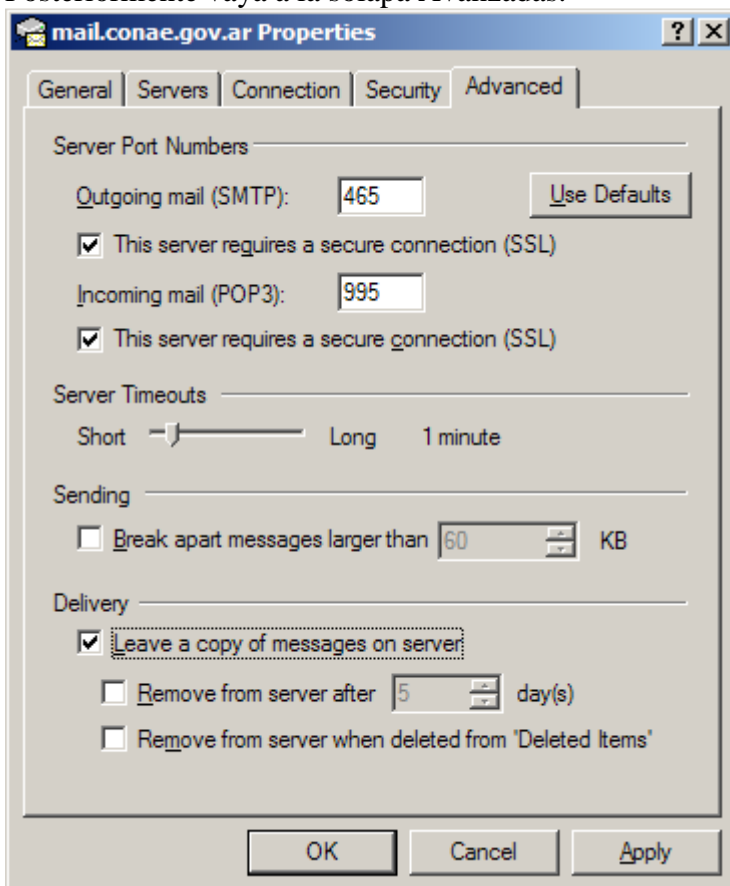 Posteriormente vaya a la solapa Avanzadas.
mail.conae.gov.ar Properties
General Servers Connection Security Advanced
Server Port Numbers
Outgoing mail (SMTP): 465 Use Defaults
This server requires a secure connection (SSL)
Incoming mail (POP3): 995
This server requires a secure connection (SSL)
Server Timeouts
Short Long 1 minute
Sending
Break apart messages larger than 60 KB
Delivery
Leave a copy of messages on server
Remove from server after 5 day(s)
Remove from server when deleted from 'Deleted Items'
OK Cancel Apply